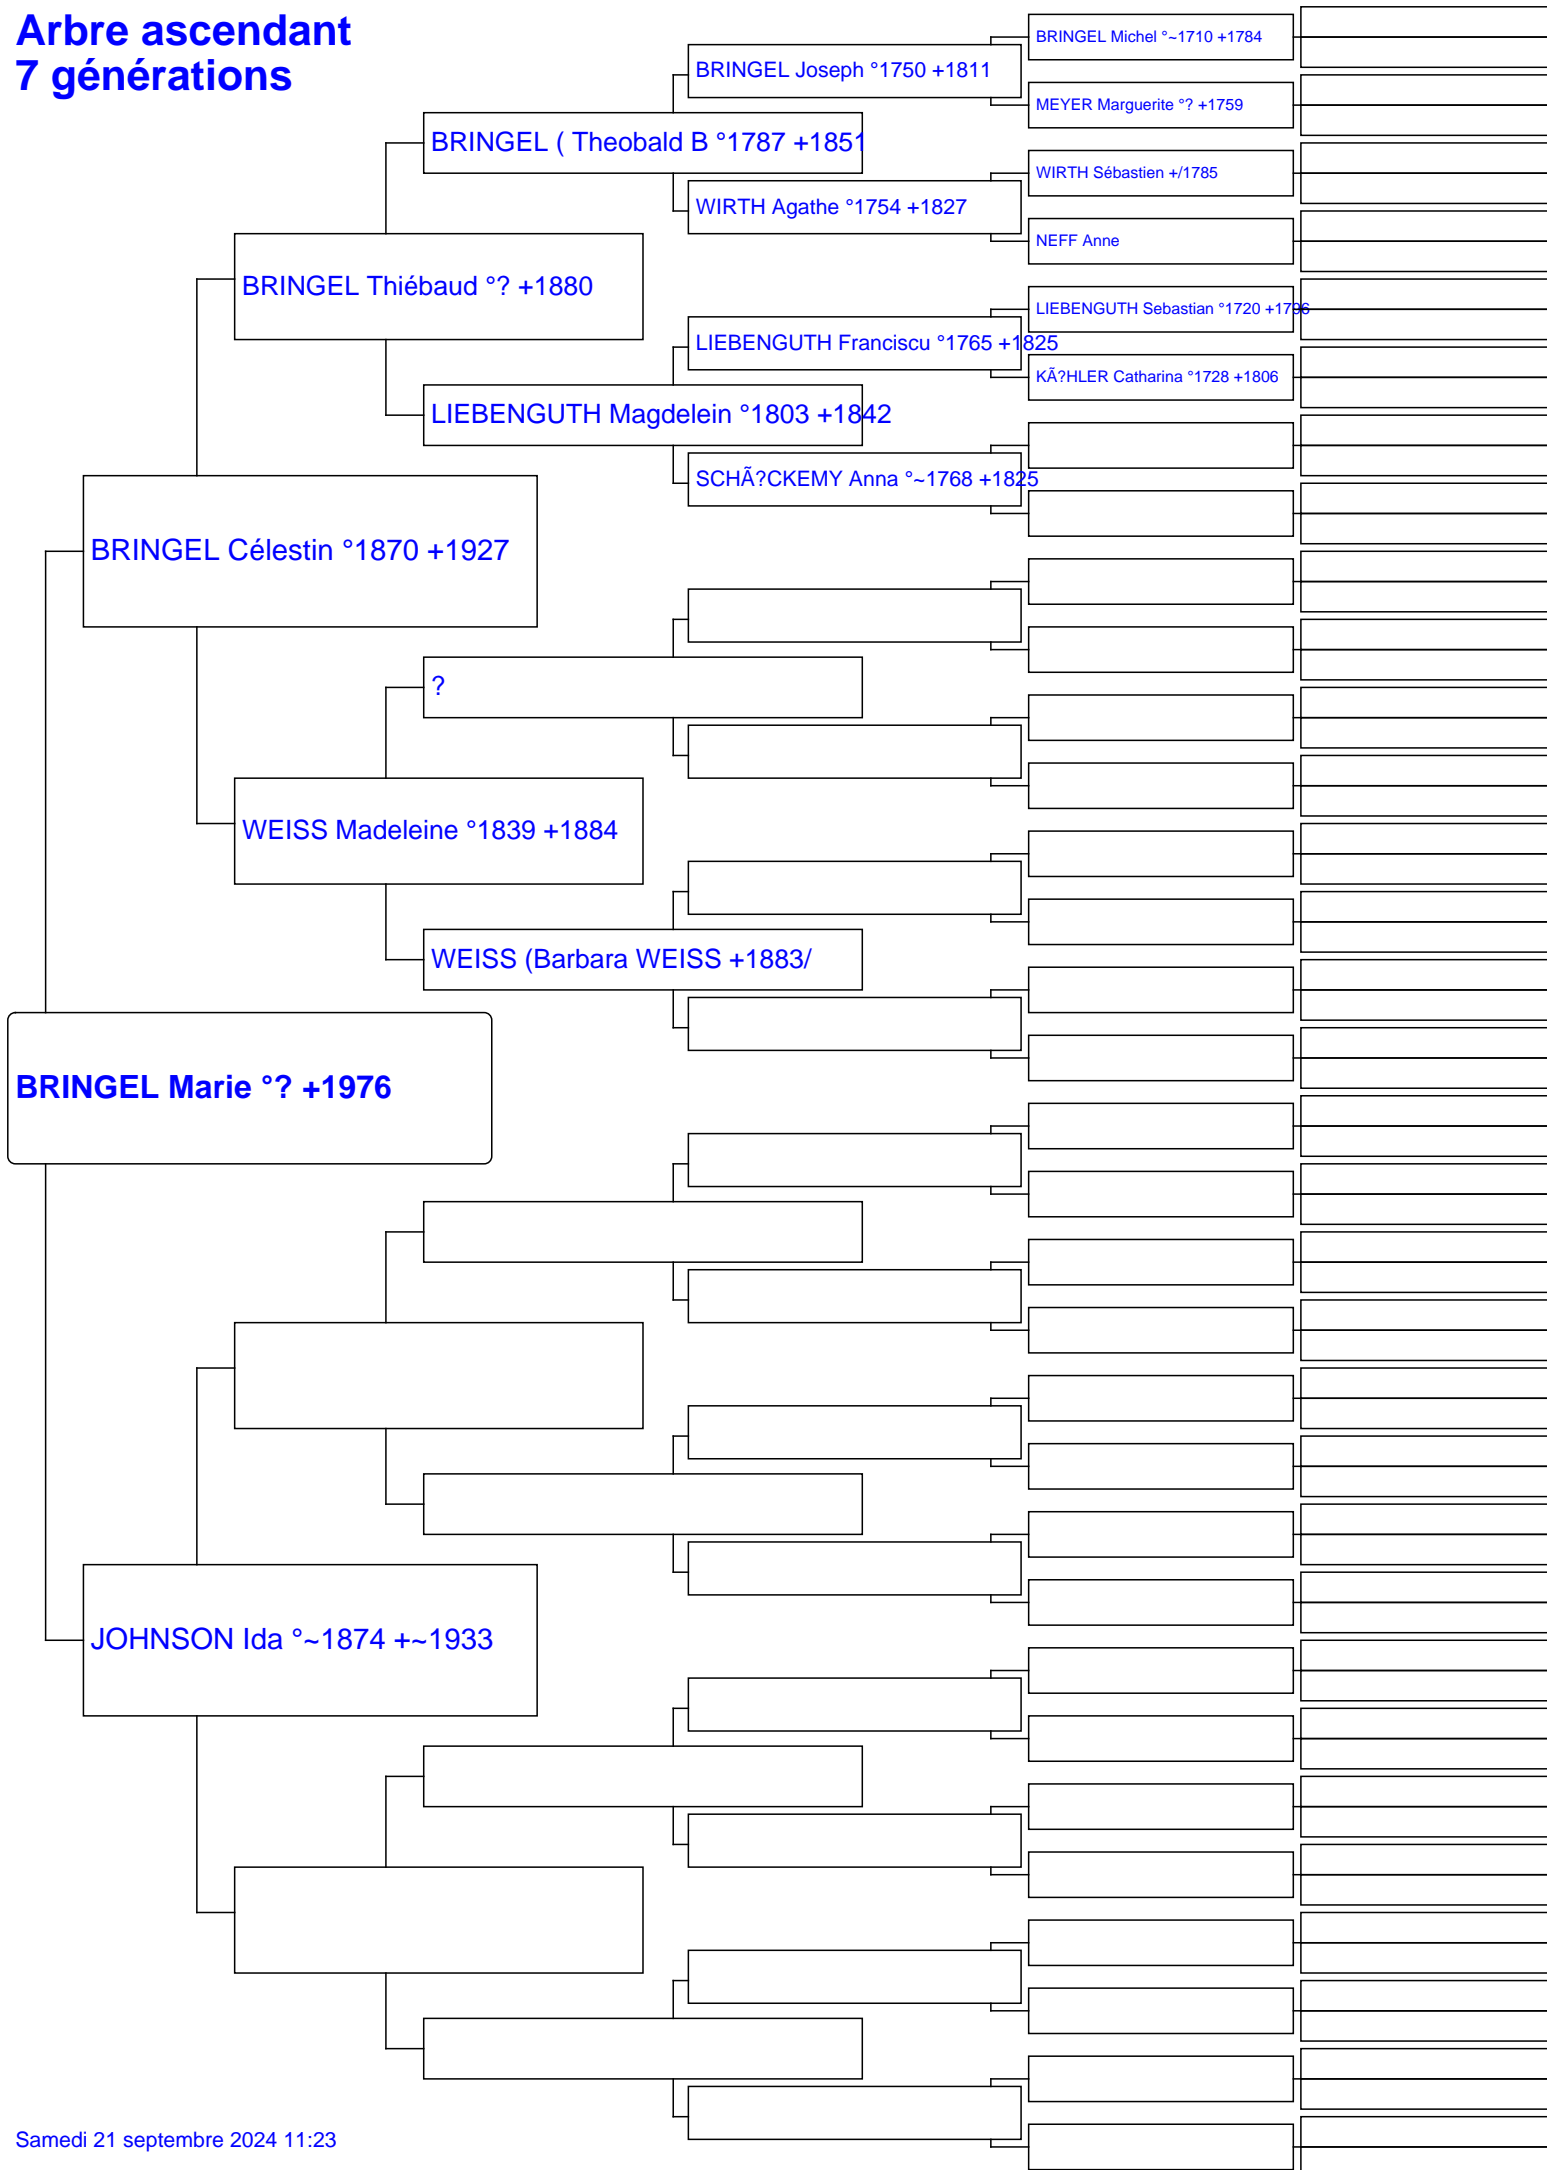 Arbre ascendant
7 générations
BRINGEL Michel °~1710 +1784
BRINGEL Joseph °1750 +1811
MEYER Marguerite °? +1759
BRINGEL ( Theobald B °1787 +1851
WIRTH Sébastien +/1785
WIRTH Agathe °1754 +1827
NEFF Anne
BRINGEL Thiébaud °? +1880
LIEBENGUTH Sebastian °1720 +1796
LIEBENGUTH Franciscu °1765 +1825
KÃ?HLER Catharina °1728 +1806
LIEBENGUTH Magdelein °1803 +1842
SCHÃ?CKEMY Anna °~1768 +1825
BRINGEL Célestin °1870 +1927
?
WEISS Madeleine °1839 +1884
WEISS (Barbara WEISS +1883/
BRINGEL Marie °? +1976
JOHNSON Ida °~1874 +~1933
Samedi 21 septembre 2024 11:23